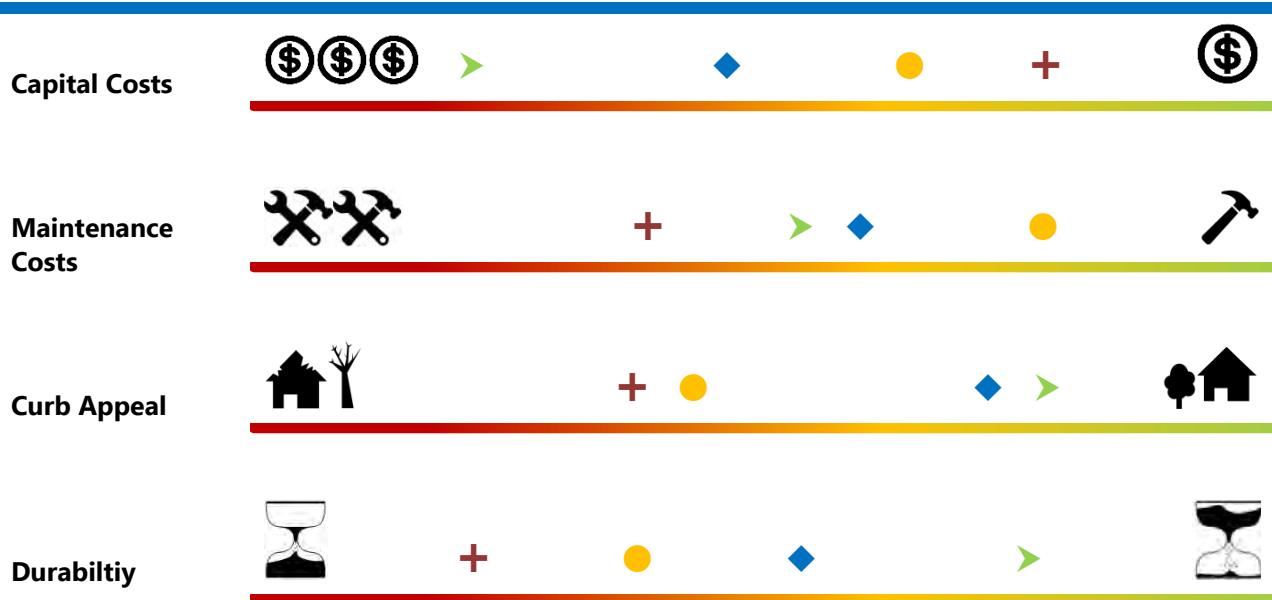 $ $ $
$
Capital Costs
Maintenance
Costs
Curb Appeal
Durabiltiy